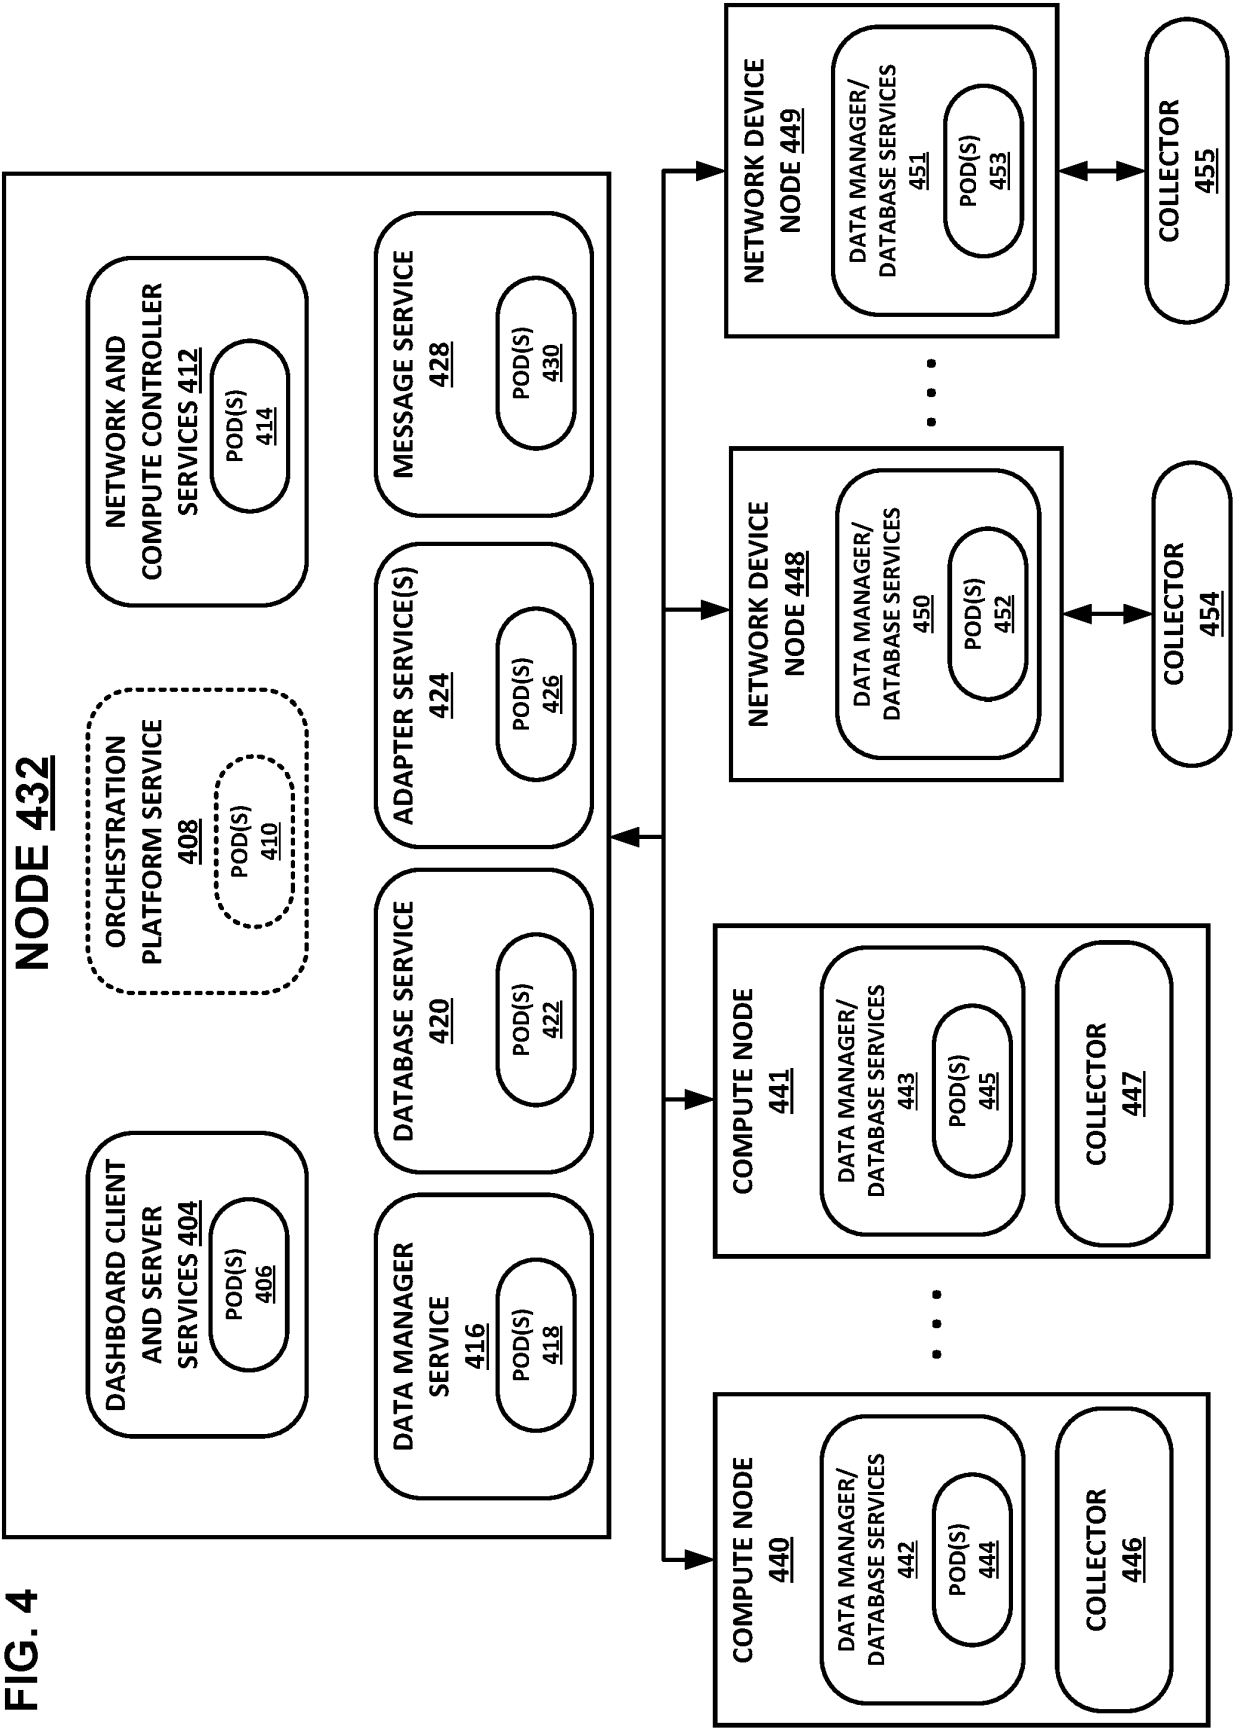 FIG. 4
NODE 432
DASHBOARD CLIENT
AND SERVER
SERVICES 404
POD(S)
406
ORCHESTRATION
PLATFORM SERVICE
408
POD(S)
410
NETWORK AND
COMPUTE CONTROLLER
SERVICES 412
POD(S)
414
DATA MANAGER
SERVICE
416
POD(S)
418
DATABASE SERVICE
420
POD(S)
422
ADAPTER SERVICE(S)
424
POD(S)
426
MESSAGE SERVICE
428
POD(S)
430
COMPUTE NODE
440
DATA MANAGER/
DATABASE SERVICES
442
POD(S)
444
COLLECTOR
446
COMPUTE NODE
441
DATA MANAGER/
DATABASE SERVICES
443
POD(S)
445
COLLECTOR
447
NETWORK DEVICE
NODE 448
DATA MANAGER/
DATABASE SERVICES
450
POD(S)
452
COLLECTOR
454
NETWORK DEVICE
NODE 449
DATA MANAGER/
DATABASE SERVICES
451
POD(S)
453
COLLECTOR
455